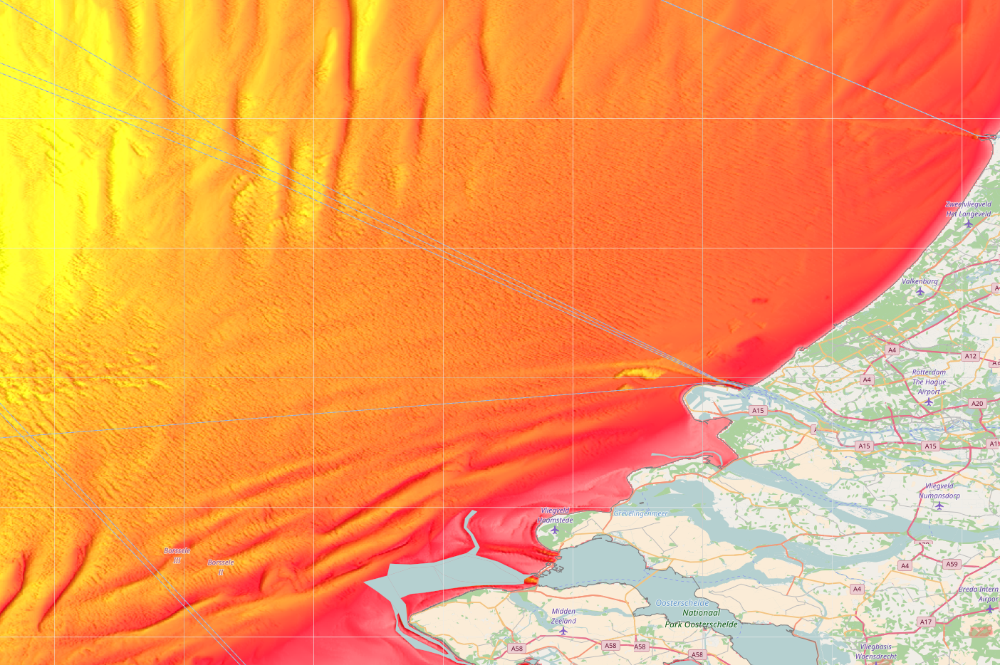 Zweefvliegveld
Het Langeveld
Valkenburg
A4
A12
Rotterdam
The Hague
Airport
A4
A20
A15
A15
A15
Vliegveld
Numansdorp
Vliegveld
Haamstede
Grevelingenmeer
Borssele
III
Borssele
II
A59
A4
A4
Breda Intern
Airpor
Oosterschelde
Nationaal
Park Oosterschelde
Midden
Zeeland
A17
A58
A58
A58
A58
Vliegbasis
Woensdrecht